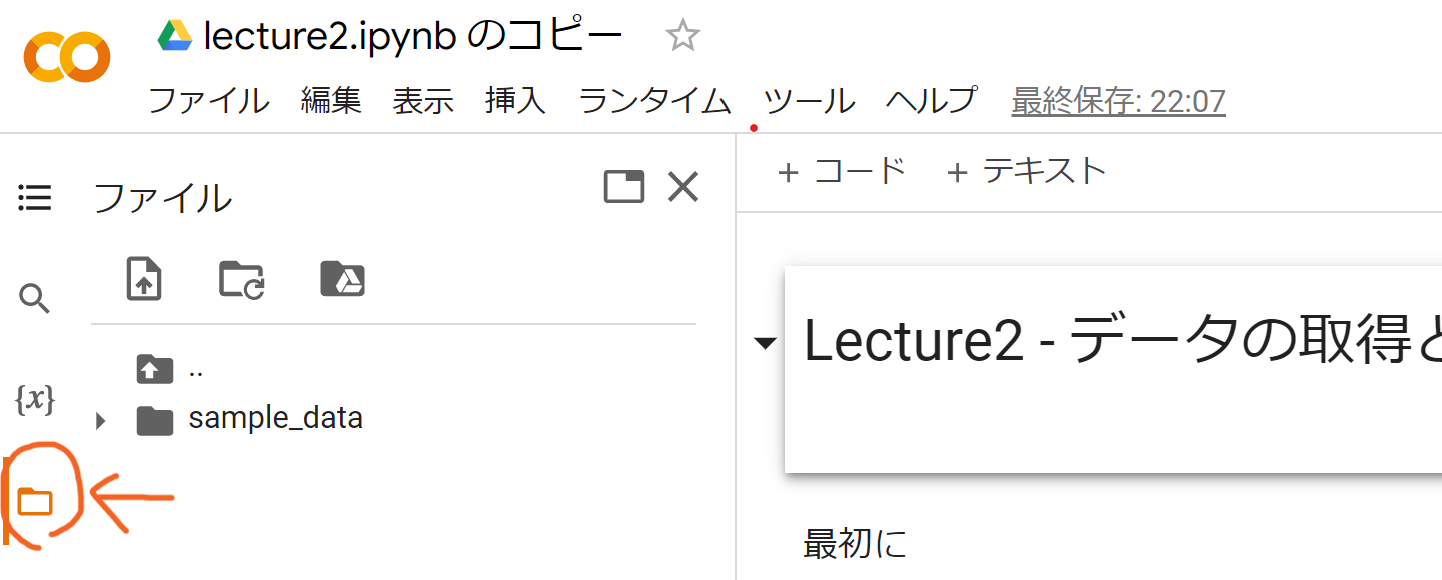 lecture2.ipynb のコピー
ファイル 編集 表示 挿入 ランタイム ツール ヘルプ 最終保存: 22:07
ファイル
+ コード + テキスト
..
{x}
sample_data
Lecture2 - データの取得と
最初に